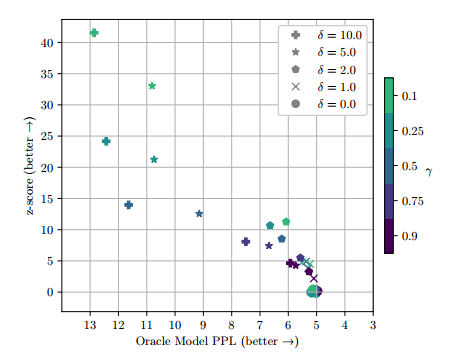 δ = 10.0
δ = 5.0
δ = 2.0
δ = 1.0
δ = 0.0
40
35
30
25
20
15
10
5
0
z-score (better →)
13 12 11 10 9 8 7 6 5 4 3
Oracle Model PPL (better →)
0.1
0.25
0.5
0.75
0.9
γ